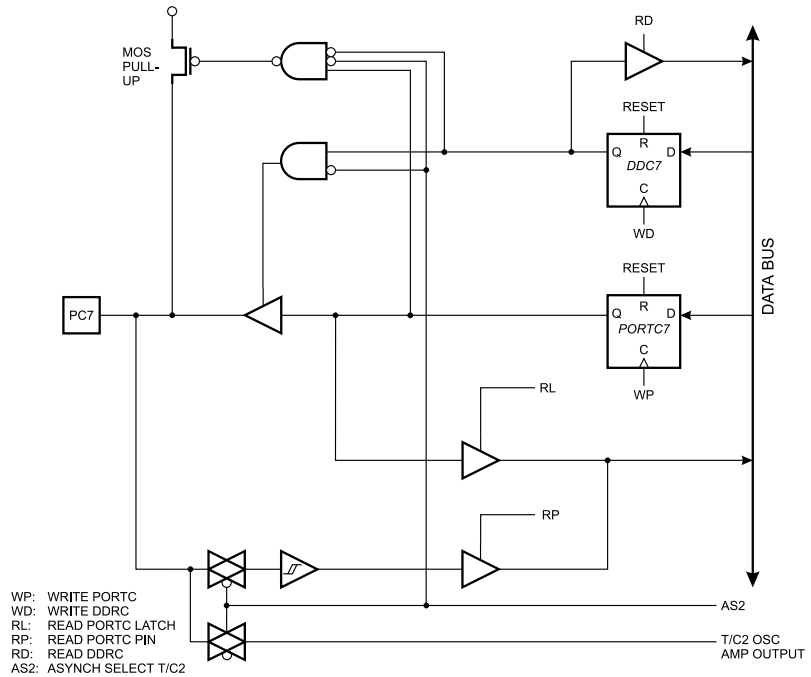 RD
MOS
PULL-
UP
RESET
R
Q
D
DDC7
C
WD
RESET
R
PC7
Q
D
PORTC7
C
WP
DATA BUS
RL
RP
WP: WRITE PORTC
WD: WRITE DDRC
RL: READ PORTC LATCH
RP: READ PORTC PIN
RD: READ DDRC
AS2: ASYNCH SELECT T/C2
AS2
T/C2 OSC
AMP OUTPUT